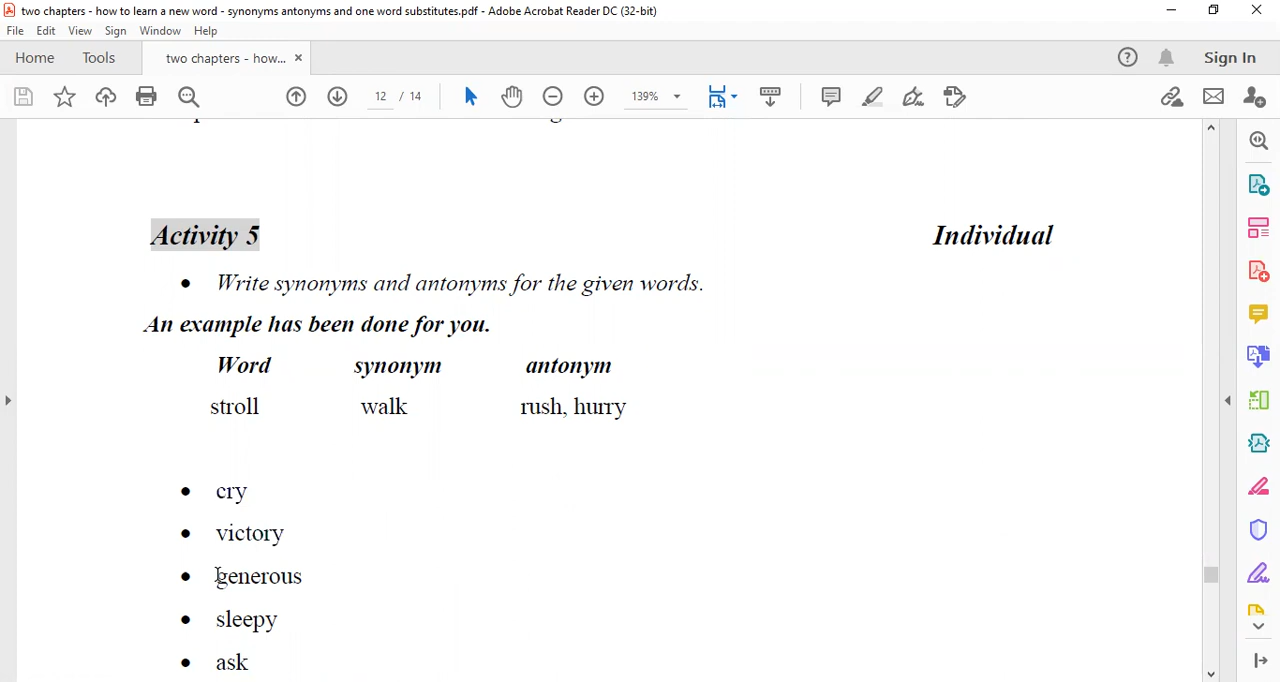 two chapters - how to learn a new word - synonyms antonyms and one word substitutes.pdf - Adobe Acrobat Reader DC (32-bit)
File Edit View Sign Window Help
Home Tools two chapters - how... × Sign In
12 / 14 139%
Activity 5 Individual
• Write synonyms and antonyms for the given words.
An example has been done for you.
Word synonym antonym
stroll walk rush, hurry
• cry
• victory
• generous
• sleepy
• ask